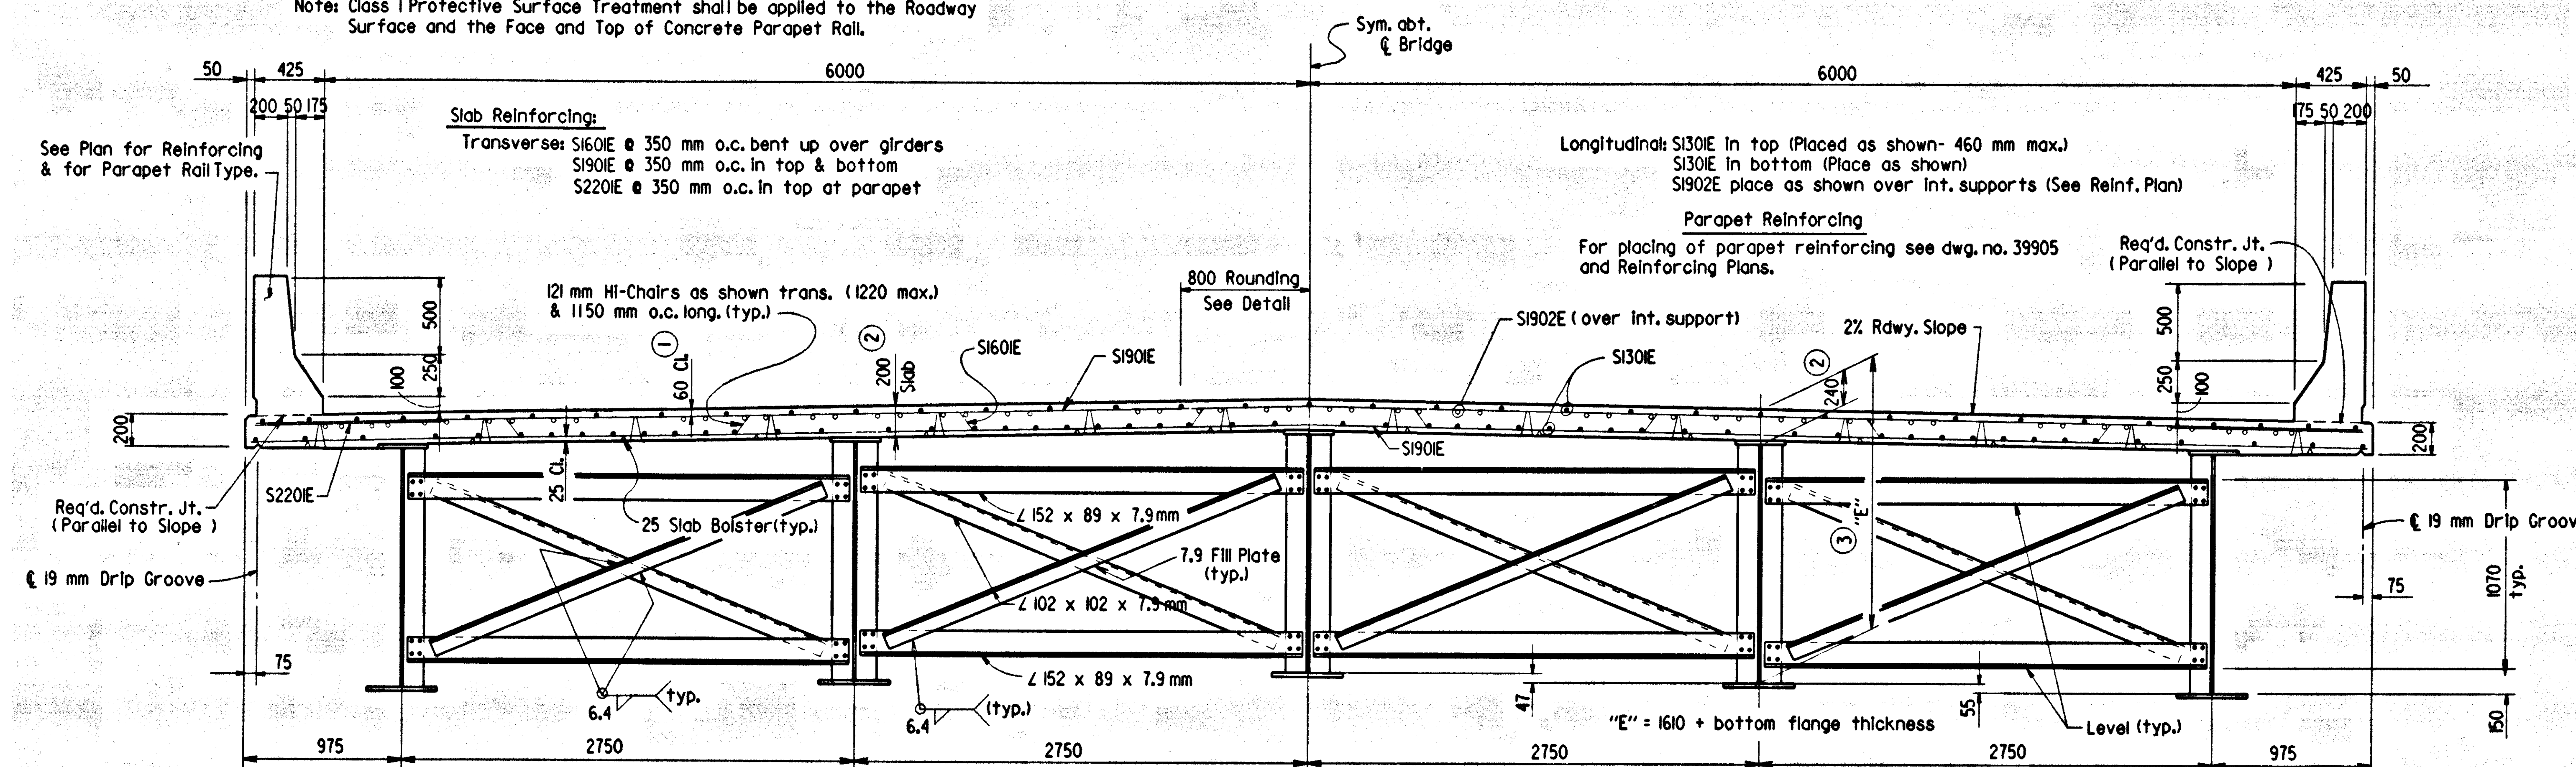 Note: Class 1 Protective Surface Treatment shall be applied to the Roadway
Surface and the Face and Top of Concrete Parapet Rail.
Sym. abt.
℄ Bridge
50
425
6000
6000
425
50
200 50 175
175 50 200
Slab Reinforcing:
Transverse: S1601E @ 350 mm o.c. bent up over girders
S1901E @ 350 mm o.c. in top & bottom
S2201E @ 350 mm o.c. in top at parapet
Longitudinal: S1301E in top (Placed as shown- 460 mm max.)
S1301E in bottom (Place as shown)
S1902E place as shown over int. supports (See Reinf. Plan)
Parapet Reinforcing
For placing of parapet reinforcing see dwg. no. 39905
and Reinforcing Plans.
See Plan for Reinforcing
& for Parapet Rail Type.
Req'd. Constr. Jt.
(Parallel to Slope )
800 Rounding
See Detail
121 mm Hi-Chairs as shown trans. (1220 max.)
& 1150 mm o.c. long. (typ.)
500
250
100
1
60 Cl.
2
200
Slab
S1601E
S1901E
S1902E (over int. support)
S1301E
2% Rdwy. Slope
2
240
500
250
100
200
200
S1901E
S2201E
25 Cl.
25 Slab Bolster (typ.)
Req'd. Constr. Jt.
(Parallel to Slope )
℄ 19 mm Drip Groove
75
∠ 152 x 89 x 7.9 mm
7.9 Fill Plate
(typ.)
∠ 102 x 102 x 7.9 mm
∠ 152 x 89 x 7.9 mm
3
"E"
℄ 19 mm Drip Groov
75
1070
typ.
150
6.4
typ.
6.4
(typ.)
47
55
"E" = 1610 + bottom flange thickness
Level (typ.)
975
2750
2750
2750
2750
975